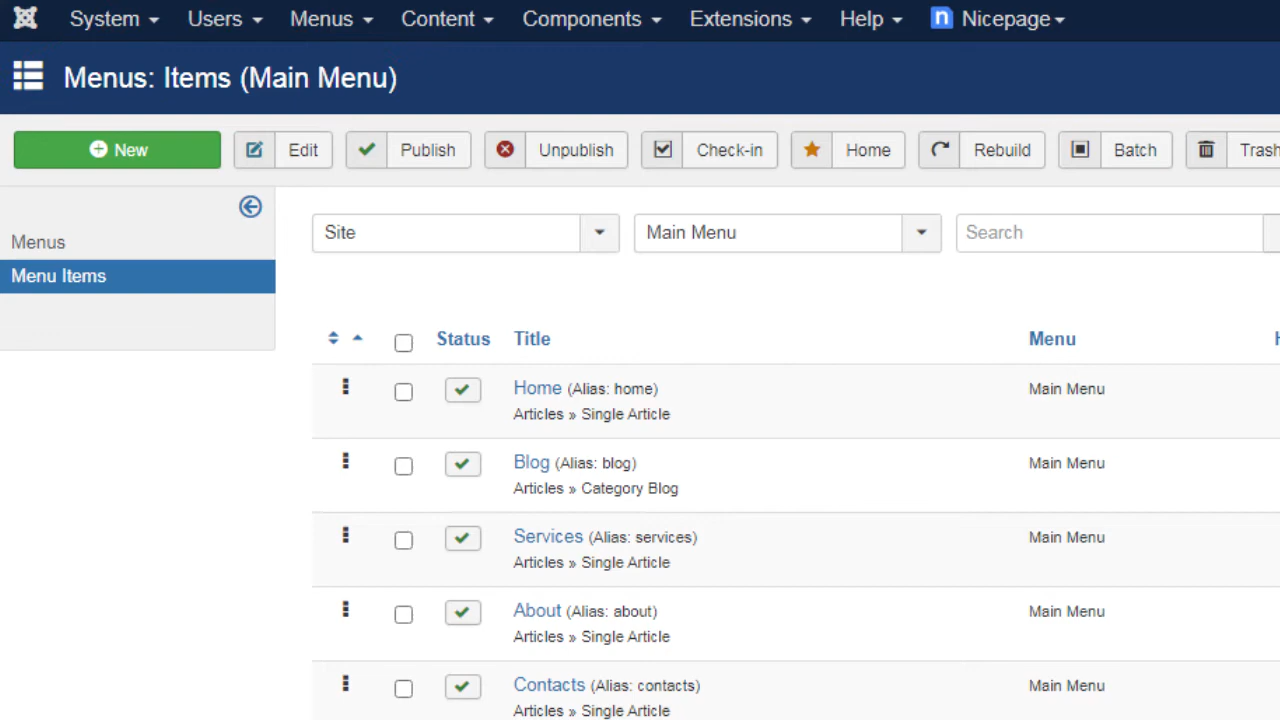 System Users Menus Content Components Extensions Help n Nicepage
Menus: Items (Main Menu)
New Edit Publish Unpublish Check-in Home Rebuild Batch Trash
Site Main Menu Search
Menus
Menu Items
Status Title Menu H
Home (Alias: home) Main Menu
Articles » Single Article
Blog (Alias: blog) Main Menu
Articles » Category Blog
Services (Alias: services) Main Menu
Articles » Single Article
About (Alias: about) Main Menu
Articles » Single Article
Contacts (Alias: contacts) Main Menu
Articles » Single Article